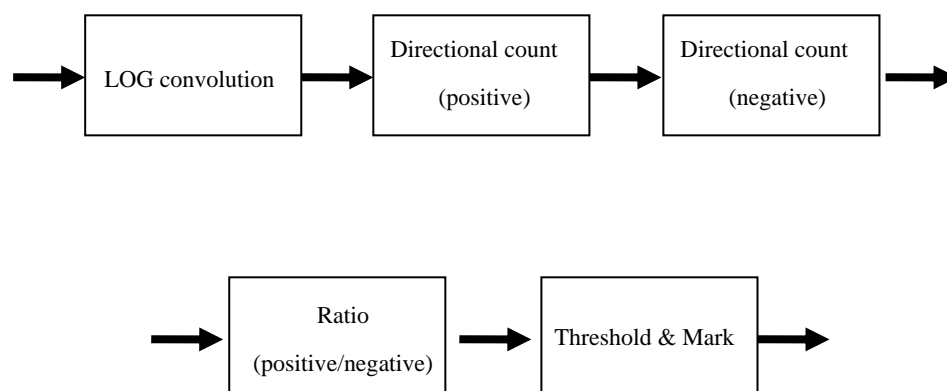 LOG convolution
Directional count
(positive)
Directional count
(negative)
Ratio
(positive/negative)
Threshold & Mark